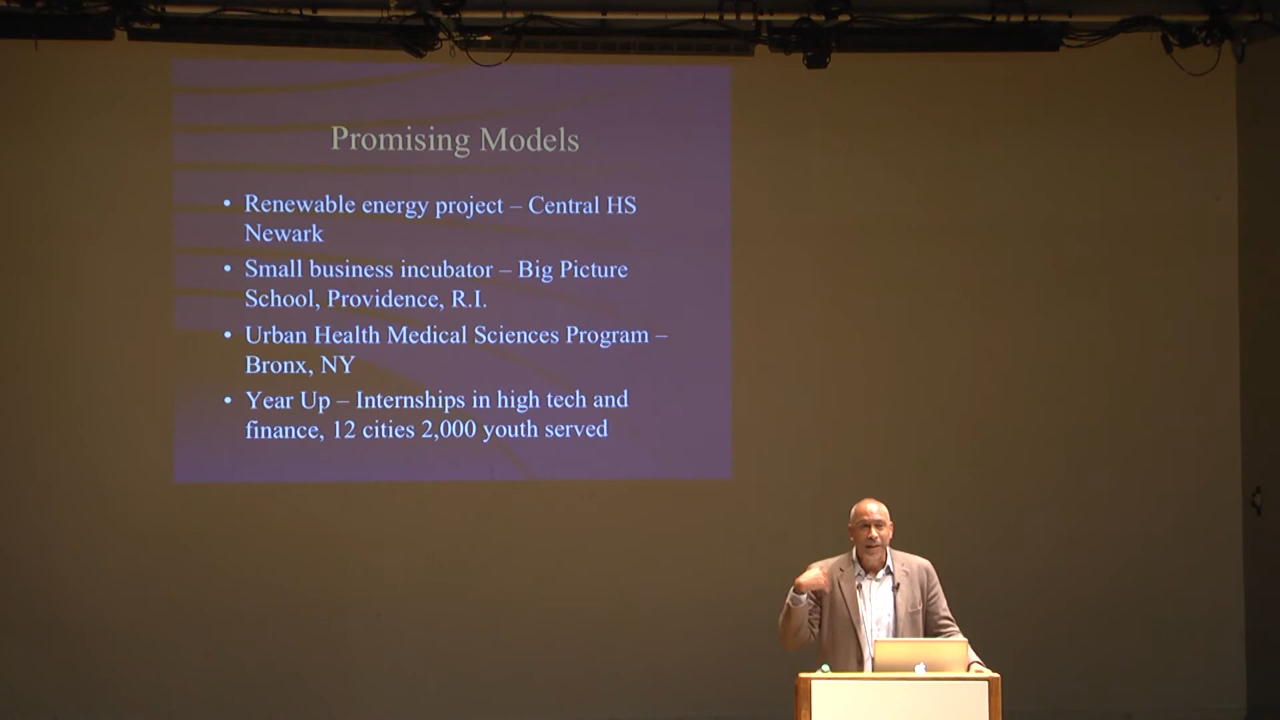 Promising Models
• Renewable energy project – Central HS
Newark
• Small business incubator – Big Picture
School, Providence, R.I.
• Urban Health Medical Sciences Program –
Bronx, NY
• Year Up – Internships in high tech and
finance, 12 cities 2,000 youth served